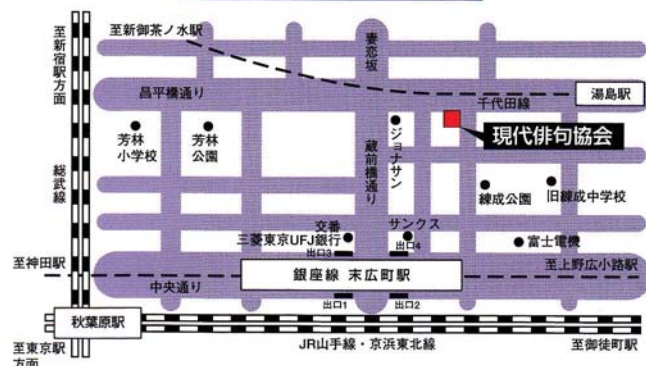 至新宿駅方面
至新御茶ノ水駅
妻恋坂
昌平橋通り
千代田線
湯島駅
芳林
小学校
芳林
公園
ジョナサン
現代俳句協会
総武線
蔵前橋通り
練成公園
旧練成中学校
交番
三菱東京UFJ銀行
サンクス
出口3
出口4
富士電機
至神田駅
銀座線 末広町駅
至上野広小路駅
中央通り
出口1
出口2
秋葉原駅
JR山手線・京浜東北線
至御徒町駅
至東京駅
方面